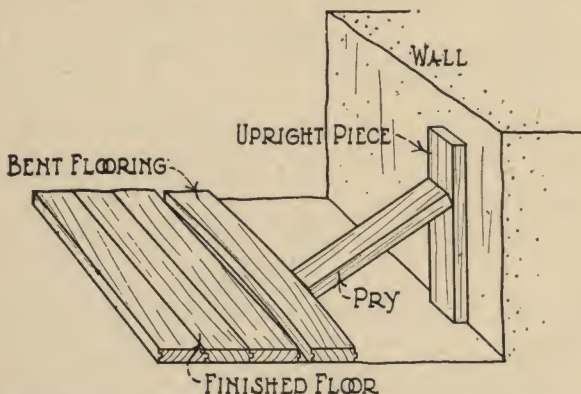 WALL
UPRIGHT PIECE
BENT FLOORING
PRY
FINISHED FLOOR